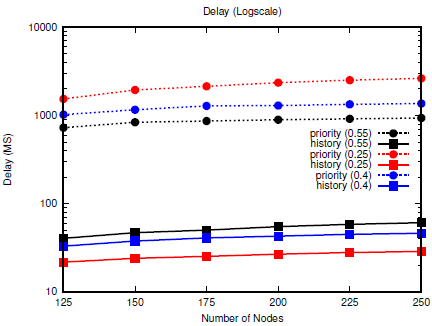 Delay (Logscale)
10000
1000
100
10
Delay (MS)
priority (0.55)
history (0.55)
priority (0.25)
history (0.25)
priority (0.4)
history (0.4)
125 150 175 200 225 250
Number of Nodes